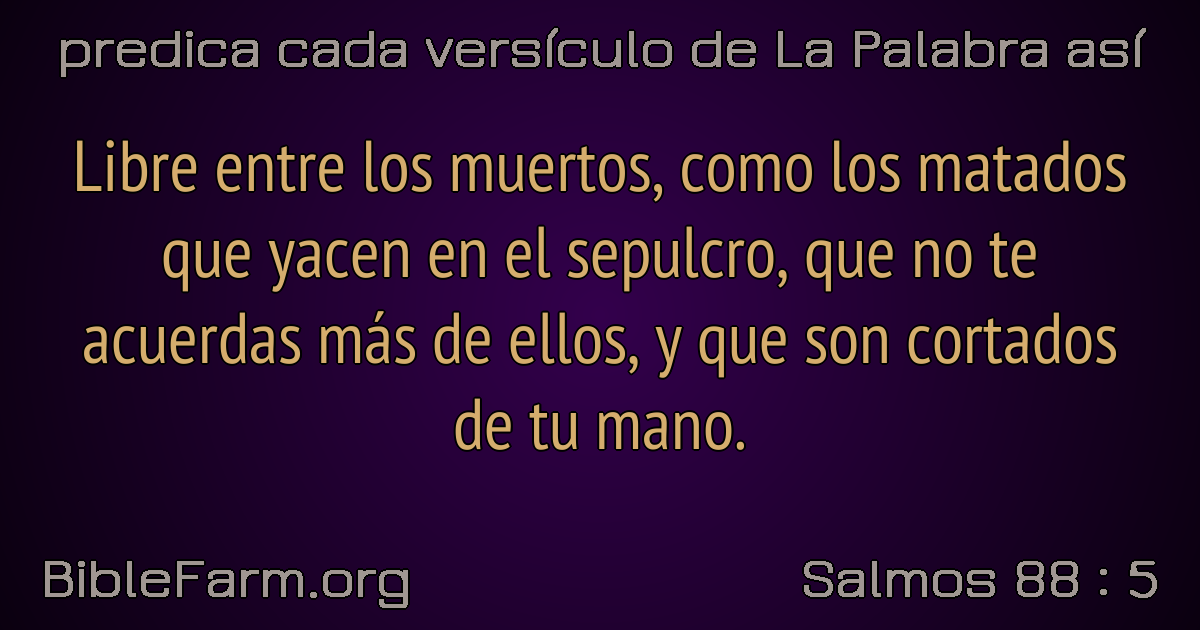 predica cada versículo de La Palabra así
Libre entre los muertos, como los matados
que yacen en el sepulcro, que no te
acuerdas más de ellos, y que son cortados
de tu mano.
BibleFarm.org
Salmos 88 : 5